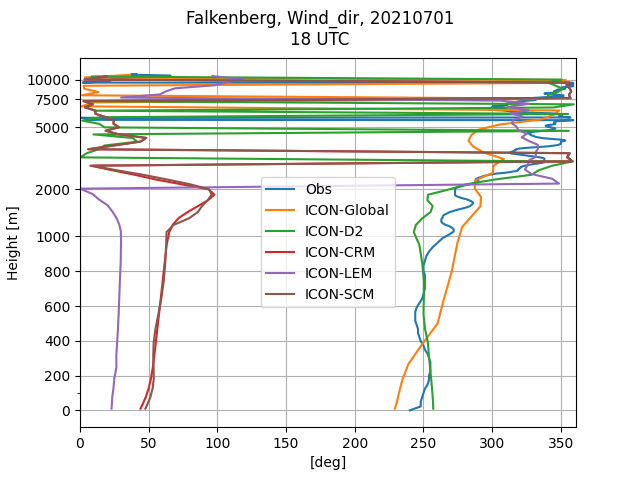 Falkenberg, Wind_dir, 20210701
18 UTC
Height [m]
10000
7500
5000
2000
1000
800
600
400
200
0
Obs
ICON-Global
ICON-D2
ICON-CRM
ICON-LEM
ICON-SCM
0 50 100 150 200 250 300 350
[deg]